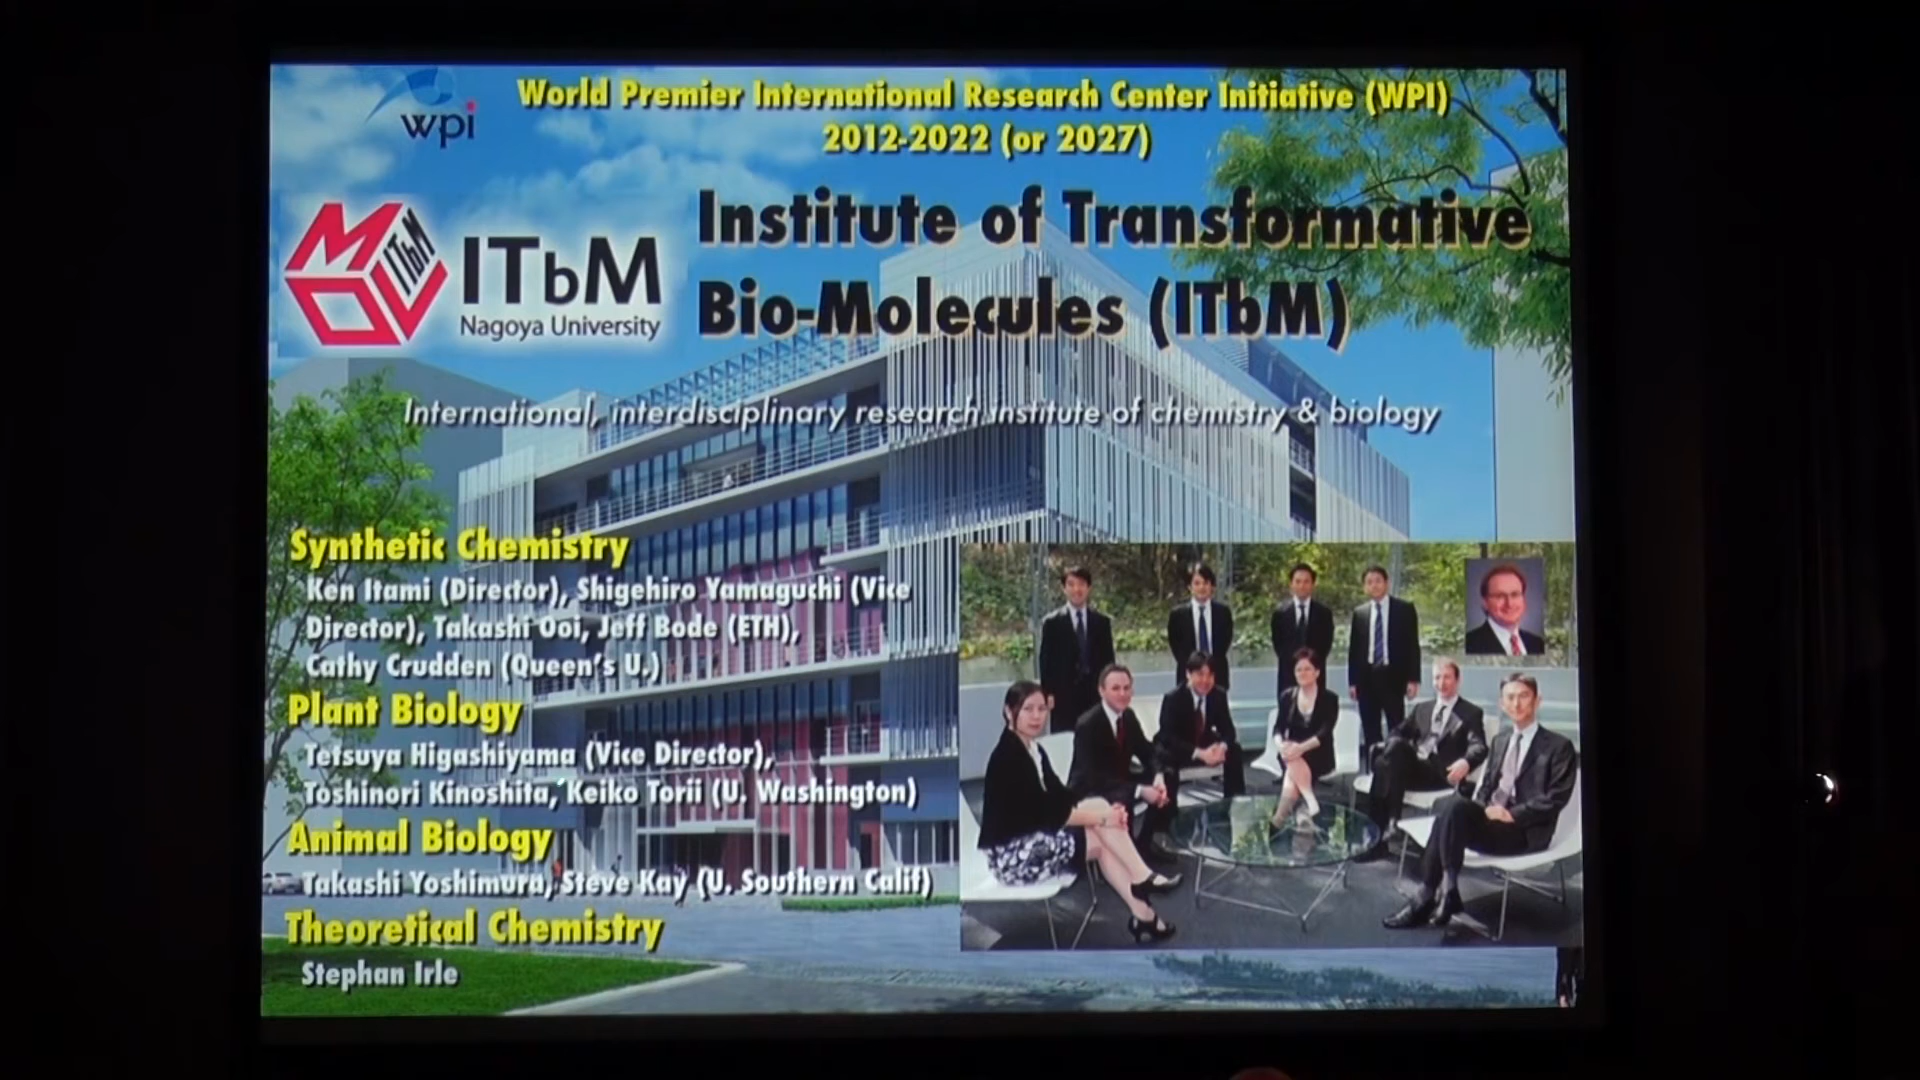 wpi
World Premier International Research Center Initiative (WPI)
2012-2022 (or 2027)
ITbM
ITbM
Nagoya University
Institute of Transformative
Bio-Molecules (ITbM)
International, interdisciplinary research institute of chemistry & biology
Synthetic Chemistry
Ken Itami (Director), Shigehiro Yamaguchi (Vice
Director), Takashi Ooi, Jeff Bode (ETH),
Cathy Crudden (Queen's U.)
Plant Biology
Tetsuya Higashiyama (Vice Director),
Toshinori Kinoshita, Keiko Torii (U. Washington)
Animal Biology
Takashi Yoshimura, Steve Kay (U. Southern Calif)
Theoretical Chemistry
Stephan Irle